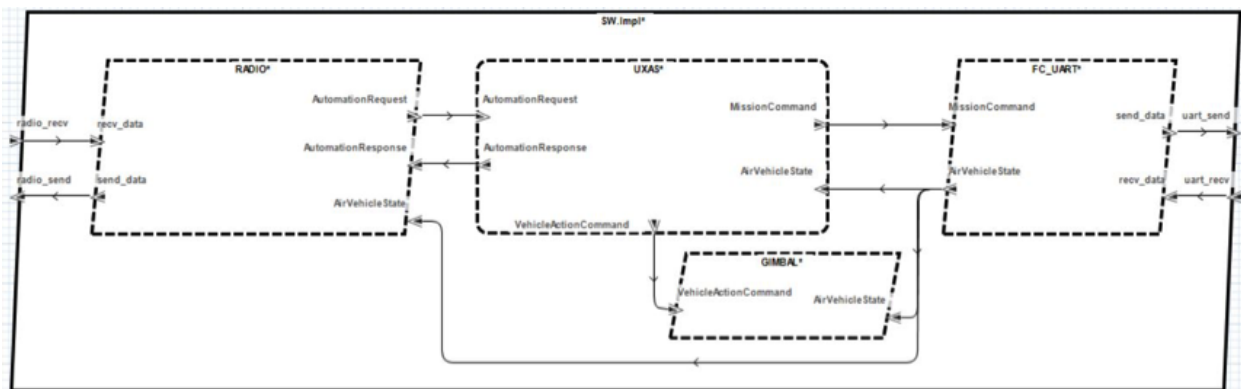 SW.Impl*
RADIO*
UXAS*
FC_UART*
AutomationRequest
AutomationRequest
MissionCommand
MissionCommand
radio_recv
recv_data
send_data
uart_send
AutomationResponse
AutomationResponse
AirVehicleState
AirVehicleState
radio_send
send_data
recv_data
uart_recv
AirVehicleState
VehicleActionCommand
GIMBAL*
VehicleActionCommand
AirVehicleState